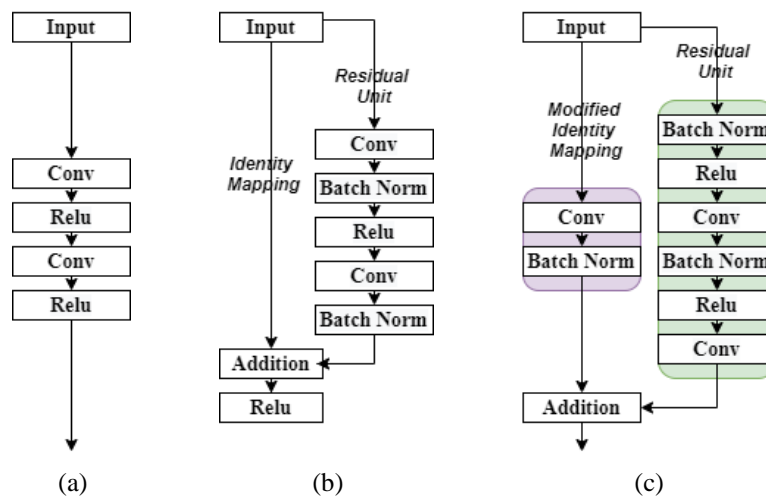 Input
Conv
Relu
Conv
Relu
(a)
Input
Residual
Unit
Identity
Mapping
Conv
Batch Norm
Relu
Conv
Batch Norm
Addition
Relu
(b)
Input
Residual
Unit
Modified
Identity
Mapping
Conv
Batch Norm
Batch Norm
Relu
Conv
Batch Norm
Relu
Conv
Addition
(c)